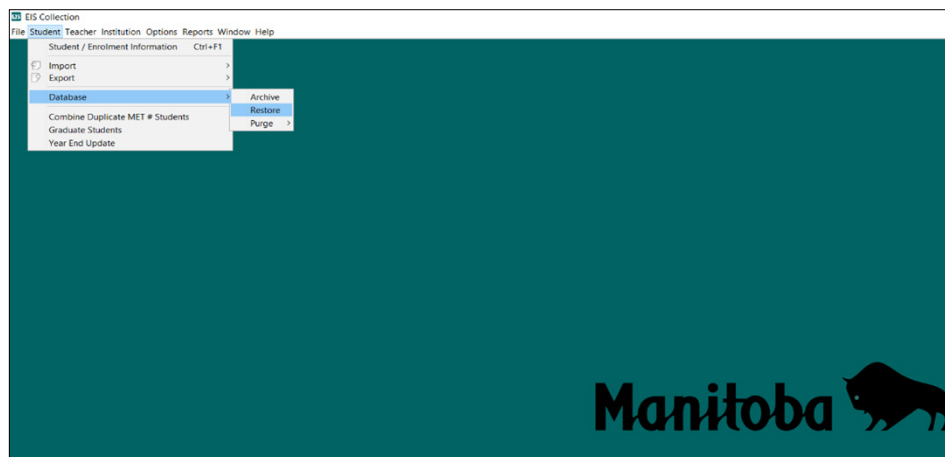 EIS Collection
File Student Teacher Institution Options Reports Window Help
Student / Enrolment Information Ctrl+F1
Import >
Export >
Database > Archive
Restore
Combine Duplicate MET # Students Purge >
Graduate Students
Year End Update
Manitoba